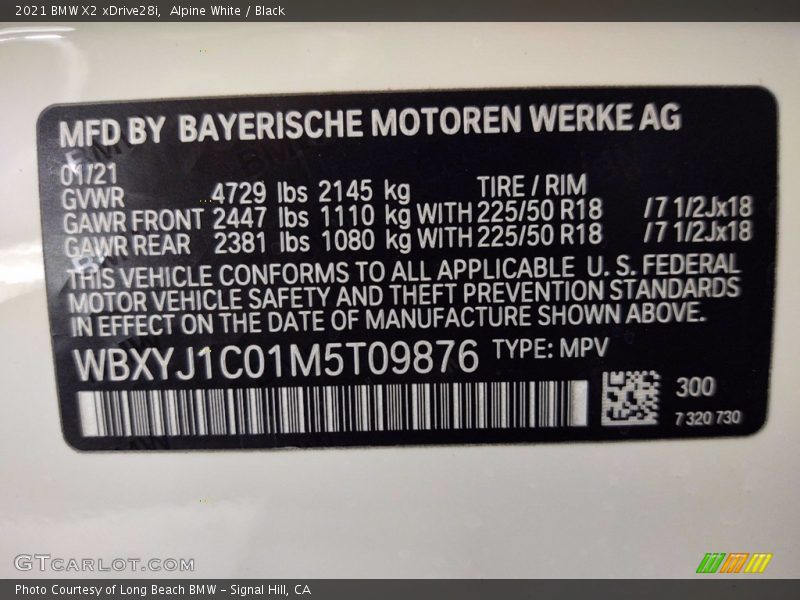 2021 BMW X2 xDrive28i, Alpine White / Black
MFD BY BAYERISCHE MOTOREN WERKE AG
01/21
GVWR 4729 lbs 2145 kg TIRE / RIM
GAWR FRONT 2447 lbs 1110 kg WITH 225/50 R18 /7 1/2Jx18
GAWR REAR 2381 lbs 1080 kg WITH 225/50 R18 /7 1/2Jx18
THIS VEHICLE CONFORMS TO ALL APPLICABLE U. S. FEDERAL
MOTOR VEHICLE SAFETY AND THEFT PREVENTION STANDARDS
IN EFFECT ON THE DATE OF MANUFACTURE SHOWN ABOVE.
WBXYJ1C01M5T09876 TYPE: MPV
300
7 320 730
GTCARLOT.COM
Photo Courtesy of Long Beach BMW - Signal Hill, CA